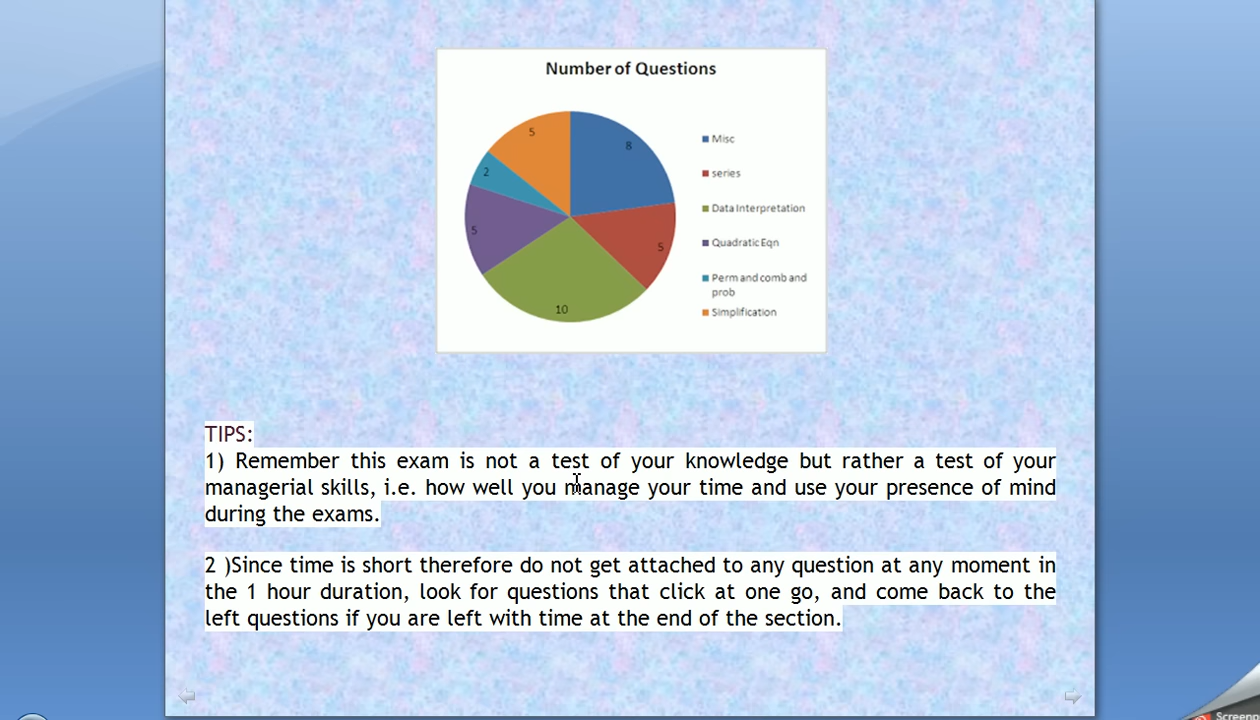 Number of Questions
5
8
2
5
5
10
Misc
series
Data Interpretation
Quadratic Eqn
Perm and comb and
prob
Simplification
TIPS:
1) Remember this exam is not a test of your knowledge but rather a test of your
managerial skills, i.e. how well you manage your time and use your presence of mind
during the exams.
2 )Since time is short therefore do not get attached to any question at any moment in
the 1 hour duration, look for questions that click at one go, and come back to the
left questions if you are left with time at the end of the section.